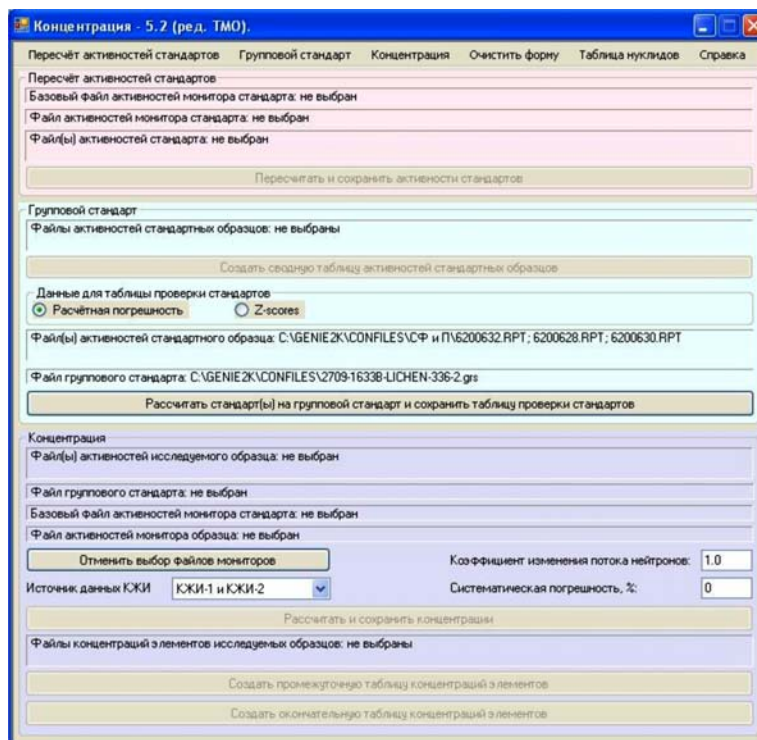 Концентрация - 5.2 (ред. ТМО).
Пересчёт активностей стандартов Групповой стандарт Концентрация Очистить форму Таблица нуклидов Справка
Пересчёт активностей стандартов
Базовый файл активностей монитора стандарта: не выбран
Файл активностей монитора стандарта: не выбран
Файл(ы) активностей стандарта: не выбран
Пересчитать и сохранить активности стандартов
Групповой стандарт
Файлы активностей стандартных образцов: не выбраны
Создать сводную таблицу активностей стандартных образцов
Данные для таблицы проверки стандартов
Расчётная погрешность Z-scores
Файл(ы) активностей стандартного образца: C:\GENIE2K\CONFILES\СФ и П\6200632.RPT; 6200628.RPT; 6200630.RPT
Файл группового стандарта: C:\GENIE2K\CONFILES\2709-1633B-LICHEN-336-2.grs
Рассчитать стандарт(ы) на групповой стандарт и сохранить таблицу проверки стандартов
Концентрация
Файл(ы) активностей исследуемого образца: не выбран
Файл группового стандарта: не выбран
Базовый файл активностей монитора стандарта: не выбран
Файл активностей монитора образца: не выбран
Отменить выбор файлов мониторов Коэффициент изменения потока нейтронов: 1.0
Источник данных КЖИ КЖИ-1 и КЖИ-2 Систематическая погрешность, %: 0
Рассчитать и сохранить концентрации
Файлы концентраций элементов исследуемых образцов: не выбраны
Создать промежуточную таблицу концентраций элементов
Создать окончательную таблицу концентраций элементов